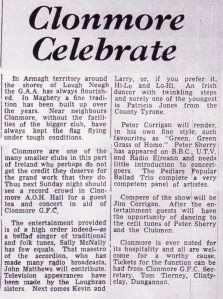 Clonmore
Celebrate
In Armagh territory around
the shores of Lough Neagh
the G.A.A. has always flourish-
ed. In Maghery a fine tradi-
tion has been built up over
the years. Near neighbours
Clonmore, without the facili-
ties of the bigger club, have
always kept the flag flying
under tough conditions.
Clonmore are one of the
many smaller clubs in this part
of Ireland who perhaps do not
get the credit they deserve for
the grand work that they do.
Thus next Sunday night should
see a record crowd in Clon-
more A.O.H. Hall for a guest
tea and concert in aid of
Clonmore G.F.C.
The entertainment provided
is of a high order indeed—as
a belfast singer of traditional
and folk tunes, Sally McNally
has few equals. That maestro
of the accordion, who has
made many radio broadcasts,
John Matthews will contribute.
Television appearances have
been made by the Loughran
sisters. Next comes Kevin and
Larry, or, if you prefer it,
Hi-Lo and Lo-Hi. An Irish
dancer with twinkling steps
and surely one of the youngest
is Patricia Jones from the
County Tyrone.
Peter Corrigan will render,
in his own fine style, such
favourites as "Green, Green
Grass of Home." Peter Sherby
has appeared on B.B.C., U.T.V.
and Radio Eireann and needs
little introduction to concert-
goers. The Pedlars Popular
Ballad Trio complete a very
competent panel of artistes.
Compere of the show will be
Jim Corrigan. After the en-
tertainment guests will have
the opportunity of dancing to
the ceili tunes of Peter Sherby
and the Clubmen.
Clonmore is ever noted for
its hospitality and all are wel-
come for a worthy cause.
Tickets for the function can be
had from Clonmore G.F.C. Sec-
retary, Tom Tierney, Clinty-
clay, Dungannon.